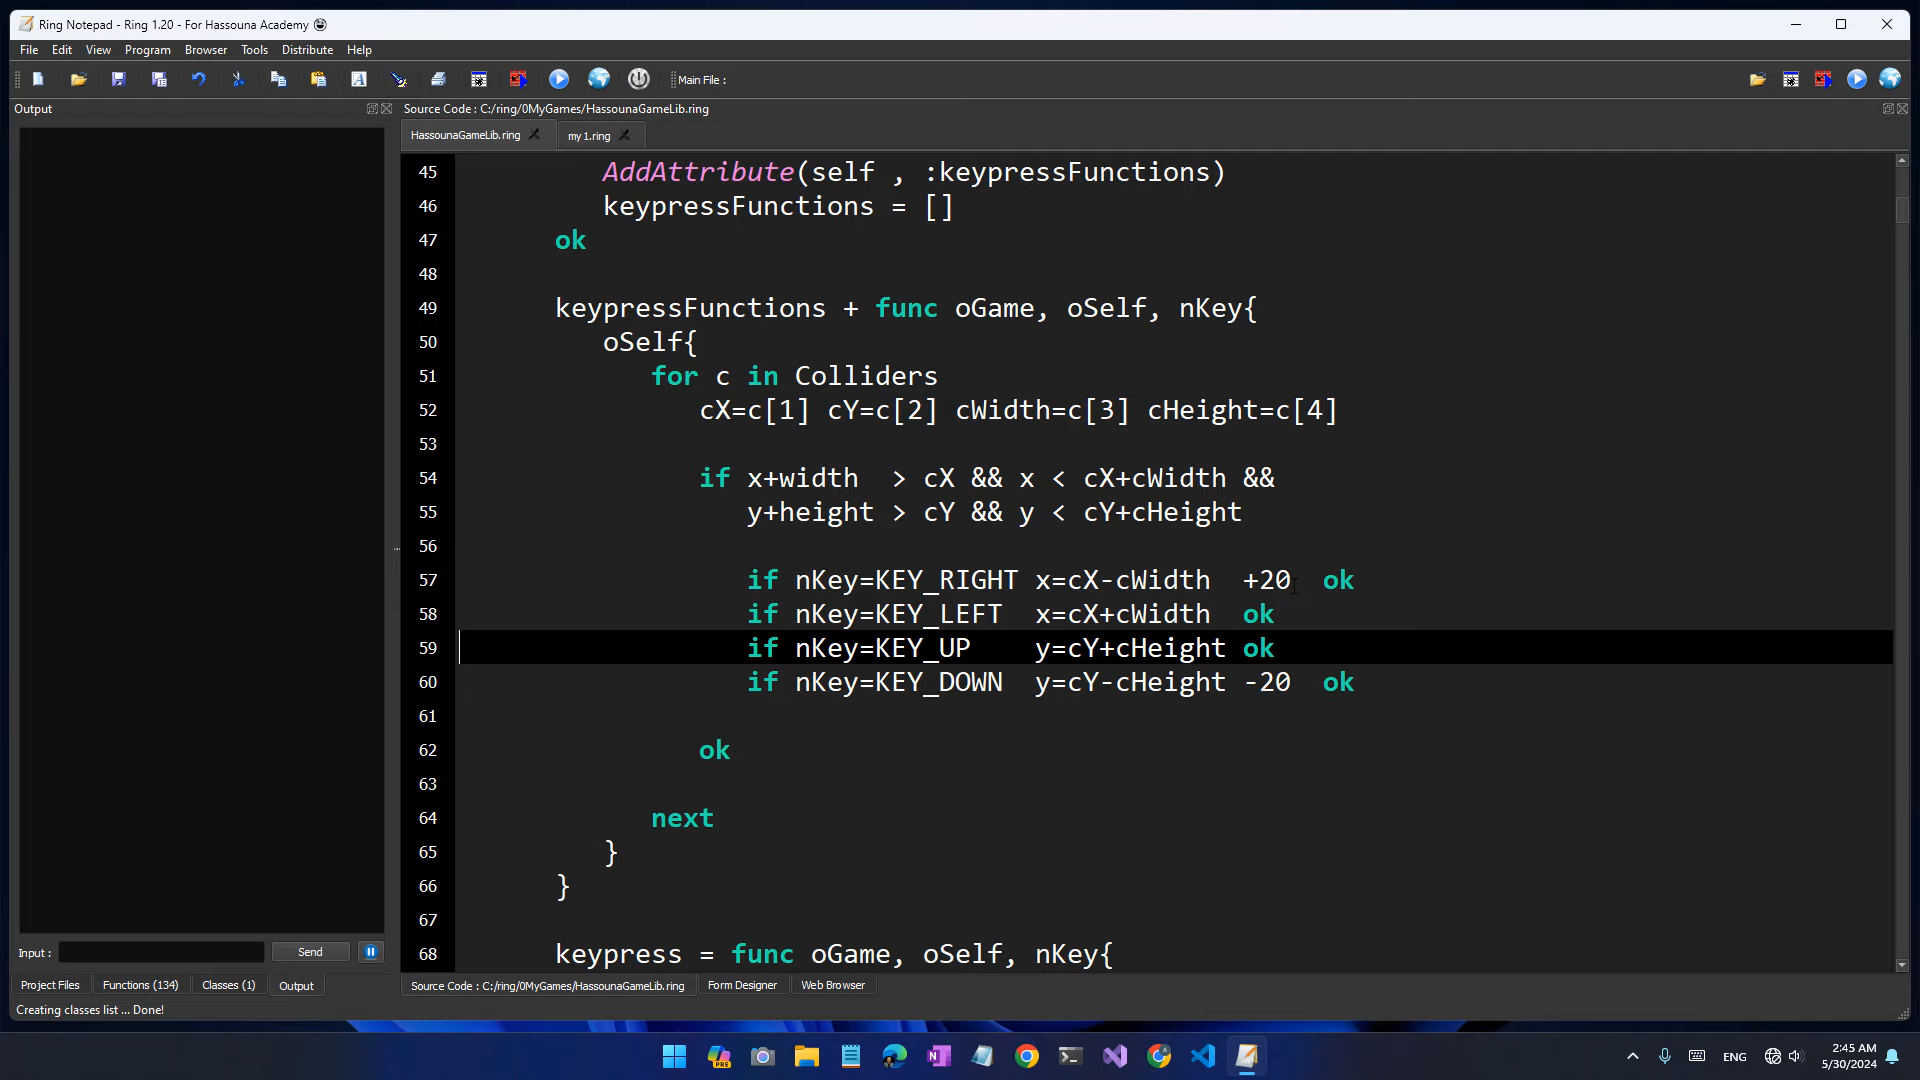 Ring Notepad - Ring 1.20 - For Hassouna Academy 😀
File Edit View Program Browser Tools Distribute Help
Main File :
Output
Source Code : C:/ring/0MyGames/HassounaGameLib.ring
HassounaGameLib.ring my 1.ring
45 AddAttribute(self , :keypressFunctions)
46 keypressFunctions = []
47 ok
48
49 keypressFunctions + func oGame, oSelf, nKey{
50 oSelf{
51 for c in Colliders
52 cX=c[1] cY=c[2] cWidth=c[3] cHeight=c[4]
53
54 if x+width  > cX && x < cX+cWidth &&
55 y+height > cY && y < cY+cHeight
56
57 if nKey=KEY_RIGHT x=cX-cWidth  +20  ok
58 if nKey=KEY_LEFT  x=cX+cWidth  ok
59 if nKey=KEY_UP    y=cY+cHeight ok
60 if nKey=KEY_DOWN  y=cY-cHeight -20  ok
61
62 ok
63
64 next
65 }
66 }
67
68 keypress = func oGame, oSelf, nKey{
Input : Send
Project Files Functions (134) Classes (1) Output
Source Code : C:/ring/0MyGames/HassounaGameLib.ring Form Designer Web Browser
Creating classes list ... Done!
PRE
ENG
2:45 AM
5/30/2024